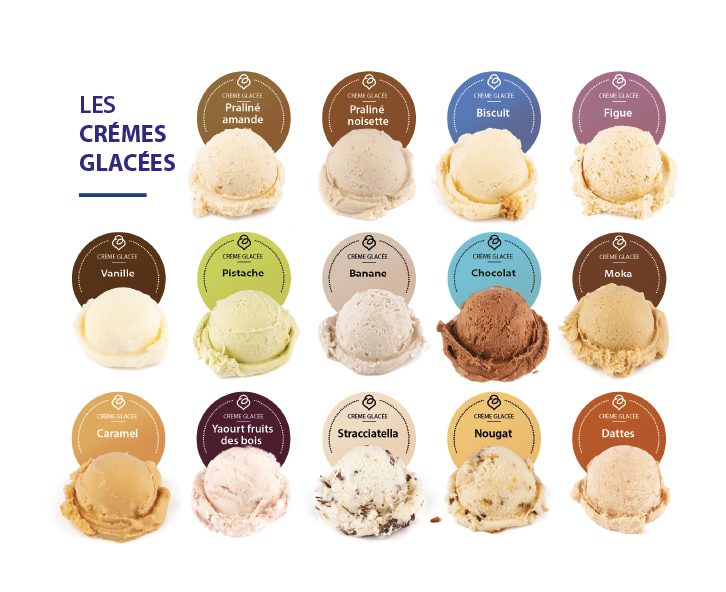 LES
CRÉMES
GLACÉES
CRÈME GLACÉE
Praliné
amande
CRÈME GLACÉE
Praliné
noisette
CRÈME GLACÉE
Biscuit
CRÈME GLACÉE
Figue
CRÈME GLACÉE
Vanille
CRÈME GLACÉE
Pistache
CRÈME GLACÉE
Banane
CRÈME GLACÉE
Chocolat
CRÈME GLACÉE
Moka
CRÈME GLACÉE
Caramel
CRÈME GLACÉE
Yaourt fruits
des bois
CRÈME GLACÉE
Stracciatella
CRÈME GLACÉE
Nougat
CRÈME GLACÉE
Dattes